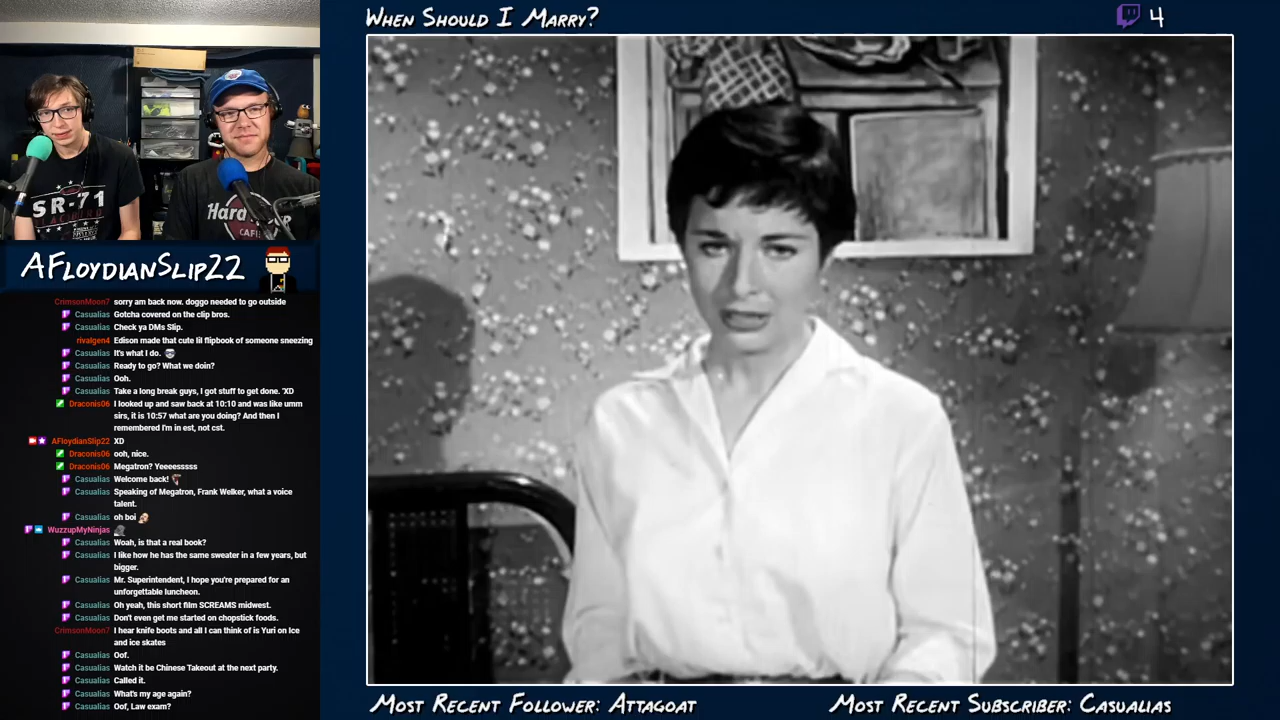 When Should I Marry?
4
SR-71
Hard
CAFE
AFloydianSlip22
CrimsonMoon7 sorry am back now. doggo needed to go outside
Casualias Gotcha covered on the clip bros.
Casualias Check ya DMs Slip.
rivalgen4 Edison made that cute lil flipbook of someone sneezing
Casualias It's what I do.
Casualias Ready to go? What we doin?
Casualias Ooh.
Casualias Take a long break guys, I got stuff to get done. 'XD
Draconis06 I looked up and saw back at 10:10 and was like umm
sirs, it is 10:57 what are you doing? And then I
remembered I'm in est, not cst.
AFloydianSlip22 XD
Draconis06 ooh, nice.
Draconis06 Megatron? Yeeeesssss
Casualias Welcome back!
Casualias Speaking of Megatron, Frank Welker, what a voice
talent.
Casualias oh boi
WuzzupMyNinjas
Casualias Woah, is that a real book?
Casualias I like how he has the same sweater in a few years, but
bigger.
Casualias Mr. Superintendent, I hope you're prepared for an
unfortunate luncheon.
Casualias Oh yeah, this short film SCREAMS midwest.
Casualias Don't even get me started on chopstick foods.
CrimsonMoon7 I hear knife boots and all I can think of is Yuri on Ice
and ice skates
Casualias Oof.
Casualias Watch it be Chinese Takeout at the next party.
Casualias Called it.
Casualias What's my age again?
Casualias Oof, Law exam?
Most Recent Follower: Attagoat
Most Recent Subscriber: Casualias